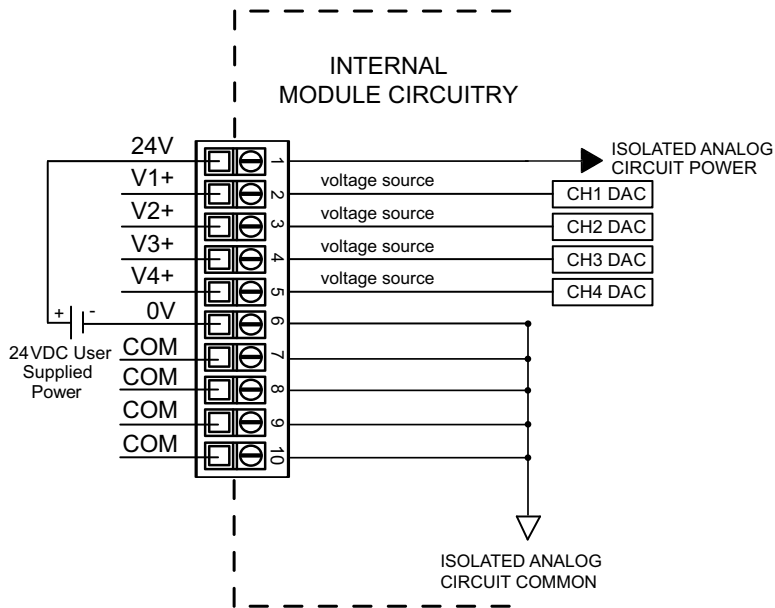 INTERNAL
MODULE CIRCUITRY
24V
1
ISOLATED ANALOG
CIRCUIT POWER
V1+
2
voltage source
CH1 DAC
V2+
3
voltage source
CH2 DAC
V3+
4
voltage source
CH3 DAC
V4+
5
voltage source
CH4 DAC
+ -
0V
6
24VDC User
Supplied
Power
COM
7
COM
8
COM
9
COM
10
ISOLATED ANALOG
CIRCUIT COMMON